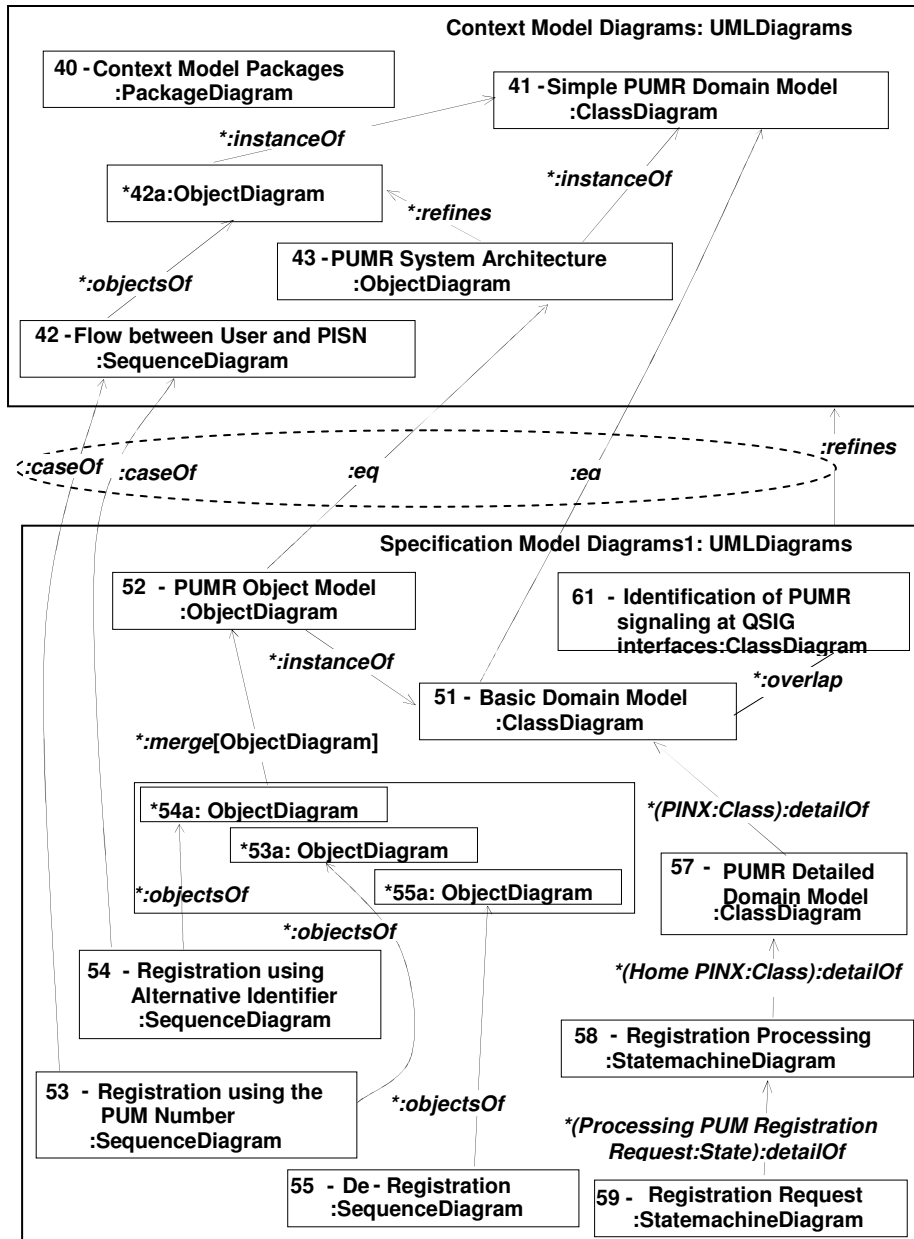 Context Model Diagrams: UMLDiagrams
40 -Context Model Packages
:PackageDiagram
41 -Simple PUMR Domain Model
:ClassDiagram
*:instanceOf
*42a:ObjectDiagram
*:instanceOf
*:refines
43 -PUMR System Architecture
:ObjectDiagram
*:objectsOf
42 -Flow between User and PISN
:SequenceDiagram
:caseOf
:caseOf
:eq
:eq
:refines
Specification Model Diagrams1: UMLDiagrams
52 - PUMR Object Model
:ObjectDiagram
61 - Identification of PUMR
signaling at QSIG
interfaces:ClassDiagram
*:instanceOf
*:overlap
51 - Basic Domain Model
:ClassDiagram
*:merge[ObjectDiagram]
*54a: ObjectDiagram
*(PINX:Class):detailOf
*53a: ObjectDiagram
*55a: ObjectDiagram
57 - PUMR Detailed
Domain Model
:ClassDiagram
*:objectsOf
*:objectsOf
54 - Registration using
Alternative Identifier
:SequenceDiagram
*(Home PINX:Class):detailOf
58 - Registration Processing
:StatemachineDiagram
53 - Registration using the
PUM Number
:SequenceDiagram
*:objectsOf
*(Processing PUM Registration
Request:State):detailOf
55 - De-Registration
:SequenceDiagram
59 - Registration Request
:StatemachineDiagram